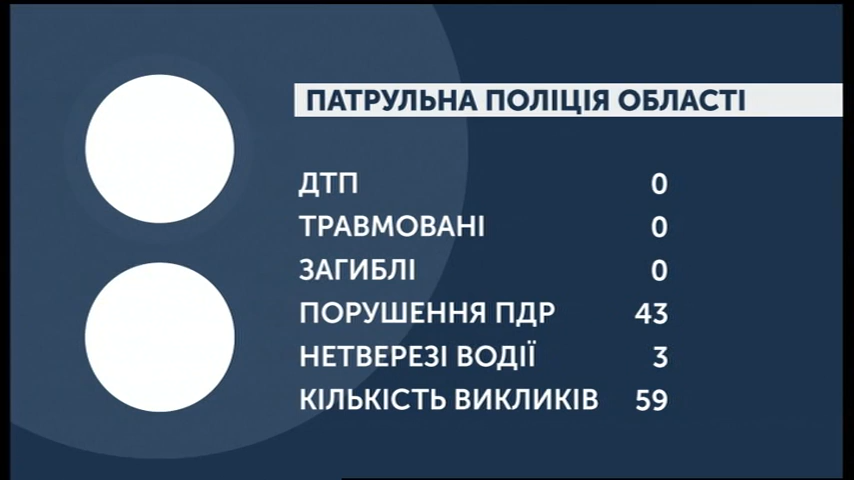 ПАТРУЛЬНА ПОЛІЦІЯ ОБЛАСТІ
ДТП 0
ТРАВМОВАНІ 0
ЗАГИБЛІ 0
ПОРУШЕННЯ ПДР 43
НЕТВЕРЕЗІ ВОДІЇ 3
КІЛЬКІСТЬ ВИКЛИКІВ 59